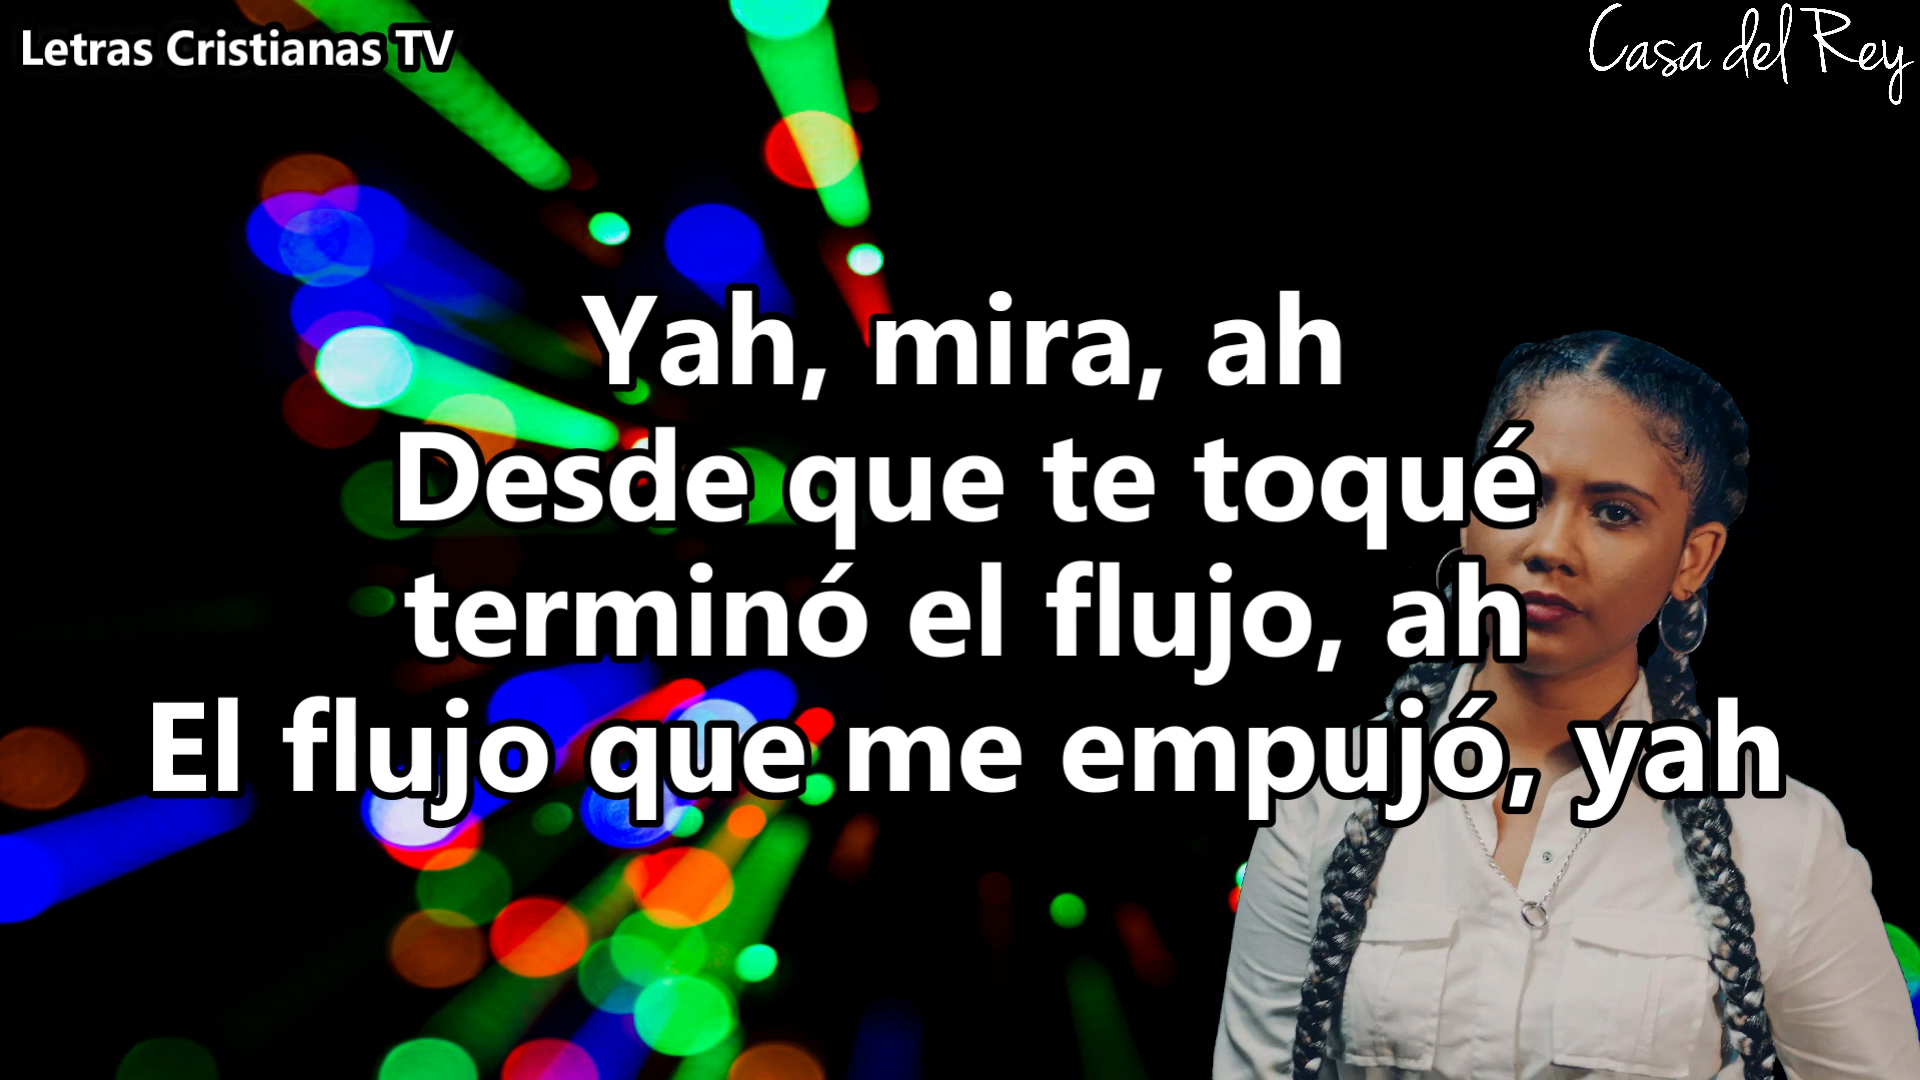 Letras Cristianas TV
Casa del Rey
Yah, mira, ah
Desde que te toqué
terminó el flujo, ah
El flujo que me empujó, yah